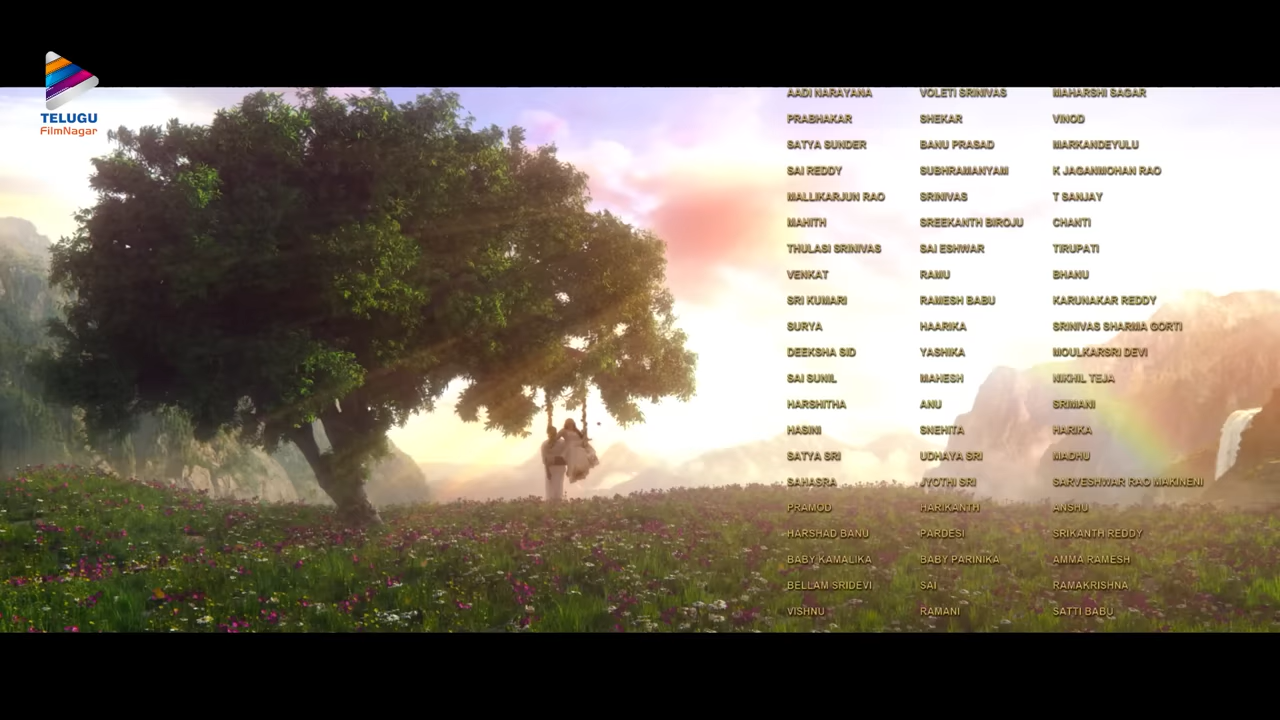 TELUGU
FilmNagar
AADI NARAYANA VOLETI SRINIVAS MAHARSHI SAGAR
PRABHAKAR SHEKAR VINOD
SATYA SUNDER BANU PRASAD MARKANDEYULU
SAI REDDY SUBHRAMANYAM K JAGANMOHAN RAO
MALLIKARJUN RAO SRINIVAS T SANJAY
MAHITH SREEKANTH BIROJU CHANTI
THULASI SRINIVAS SAI ESHWAR TIRUPATI
VENKAT RAMU BHANU
SRI KUMARI RAMESH BABU KARUNAKAR REDDY
SURYA HAARIKA SRINIVAS SHARMA GORTI
DEEKSHA SID YASHIKA MOULKARSRI DEVI
SAI SUNIL MAHESH NIKHIL TEJA
HARSHITHA ANU SRIMANI
HASINI SNEHITA HARIKA
SATYA SRI UDHAYA SRI MADHU
SAHASRA JYOTHI SRI SARVESHWAR RAO MAKINENI
PRAMOD HARIKANTH ANSHU
HARSHAD BANU PARDESI SRIKANTH REDDY
BABY KAMALIKA BABY PARINIKA AMMA RAMESH
BELLAM SRIDEVI SAI RAMAKRISHNA
VISHNU RAMANI SATTI BABU